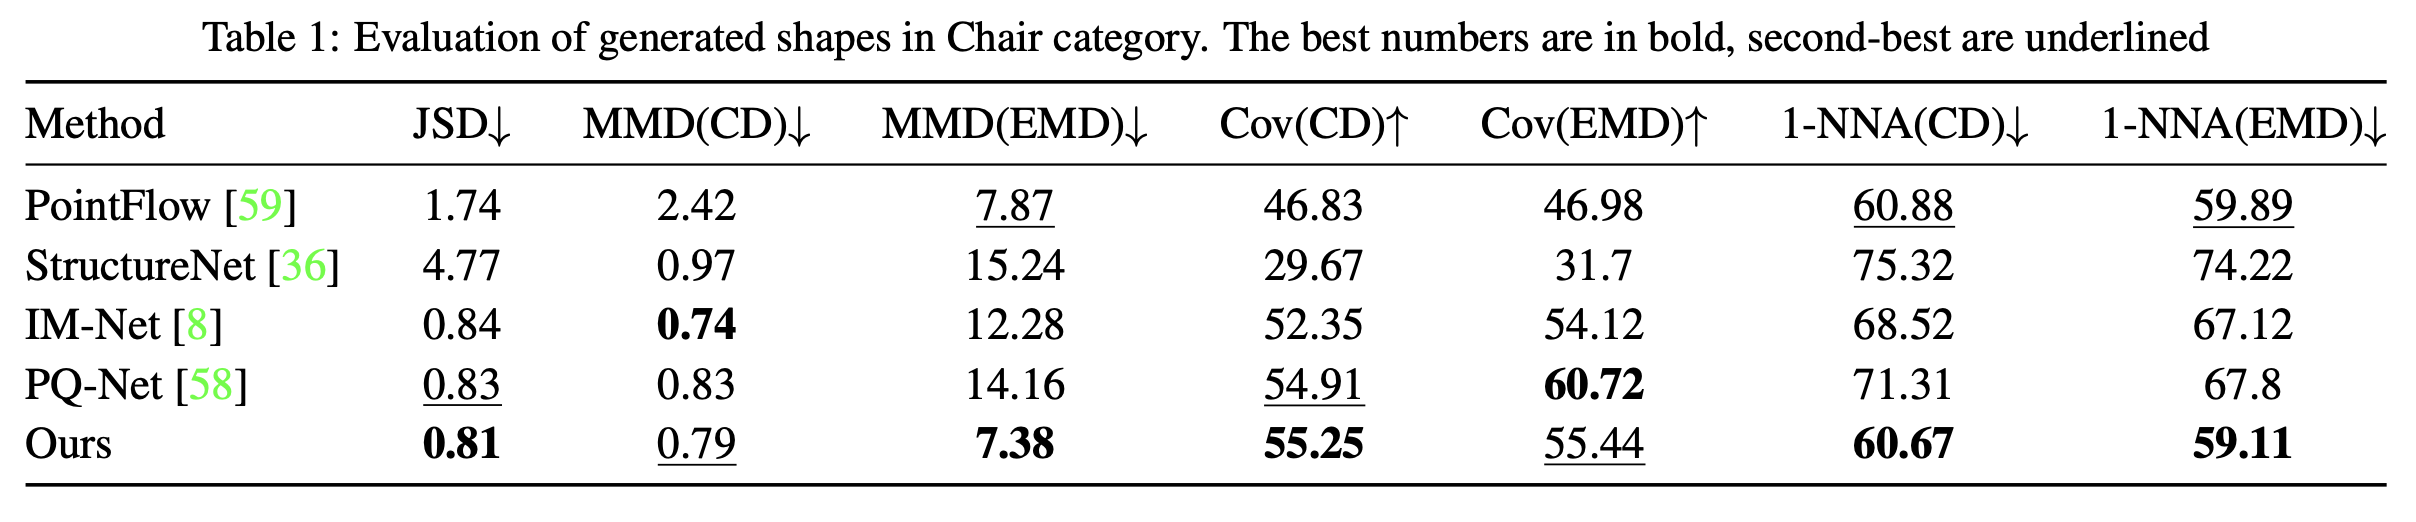 Table 1: Evaluation of generated shapes in Chair category. The best numbers are in bold, second-best are underlined
Method JSD↓ MMD(CD)↓ MMD(EMD)↓ Cov(CD)↑ Cov(EMD)↑ 1-NNA(CD)↓ 1-NNA(EMD)↓
PointFlow [59] 1.74 2.42 7.87 46.83 46.98 60.88 59.89
StructureNet [36] 4.77 0.97 15.24 29.67 31.7 75.32 74.22
IM-Net [8] 0.84 0.74 12.28 52.35 54.12 68.52 67.12
PQ-Net [58] 0.83 0.83 14.16 54.91 60.72 71.31 67.8
Ours 0.81 0.79 7.38 55.25 55.44 60.67 59.11